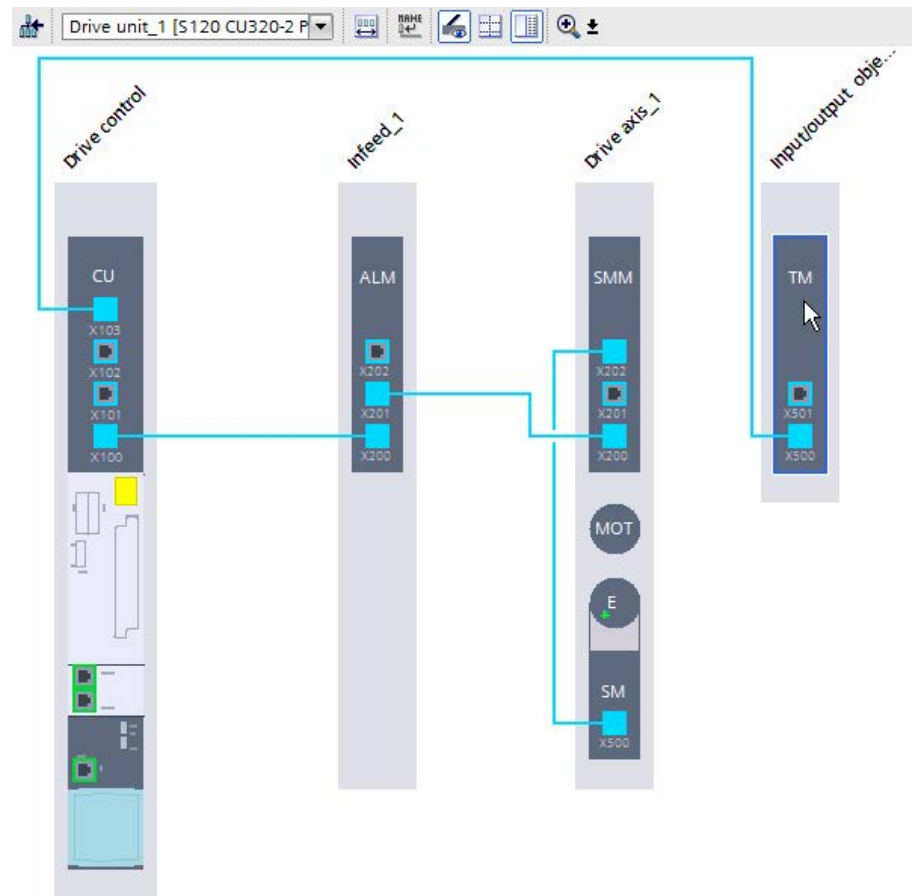 Drive unit_1 [S120 CU320-2 P
NAME
Drive control
Infeed_1
Drive axis_1
Input/output obje...
CU
X103
X102
X101
X100
ALM
X202
X201
X200
SMM
X202
X201
X200
MOT
E
SM
X500
TM
X501
X500